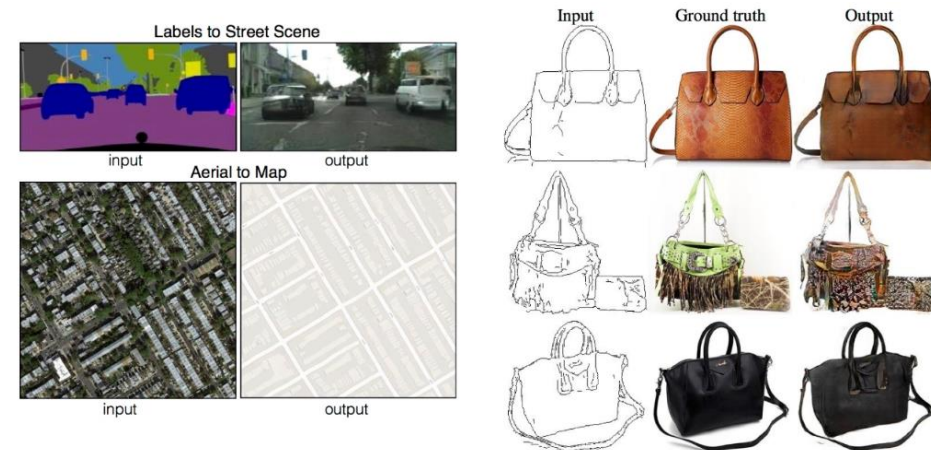 Labels to Street Scene
input
output
Aerial to Map
input
output
Input
Ground truth
Output